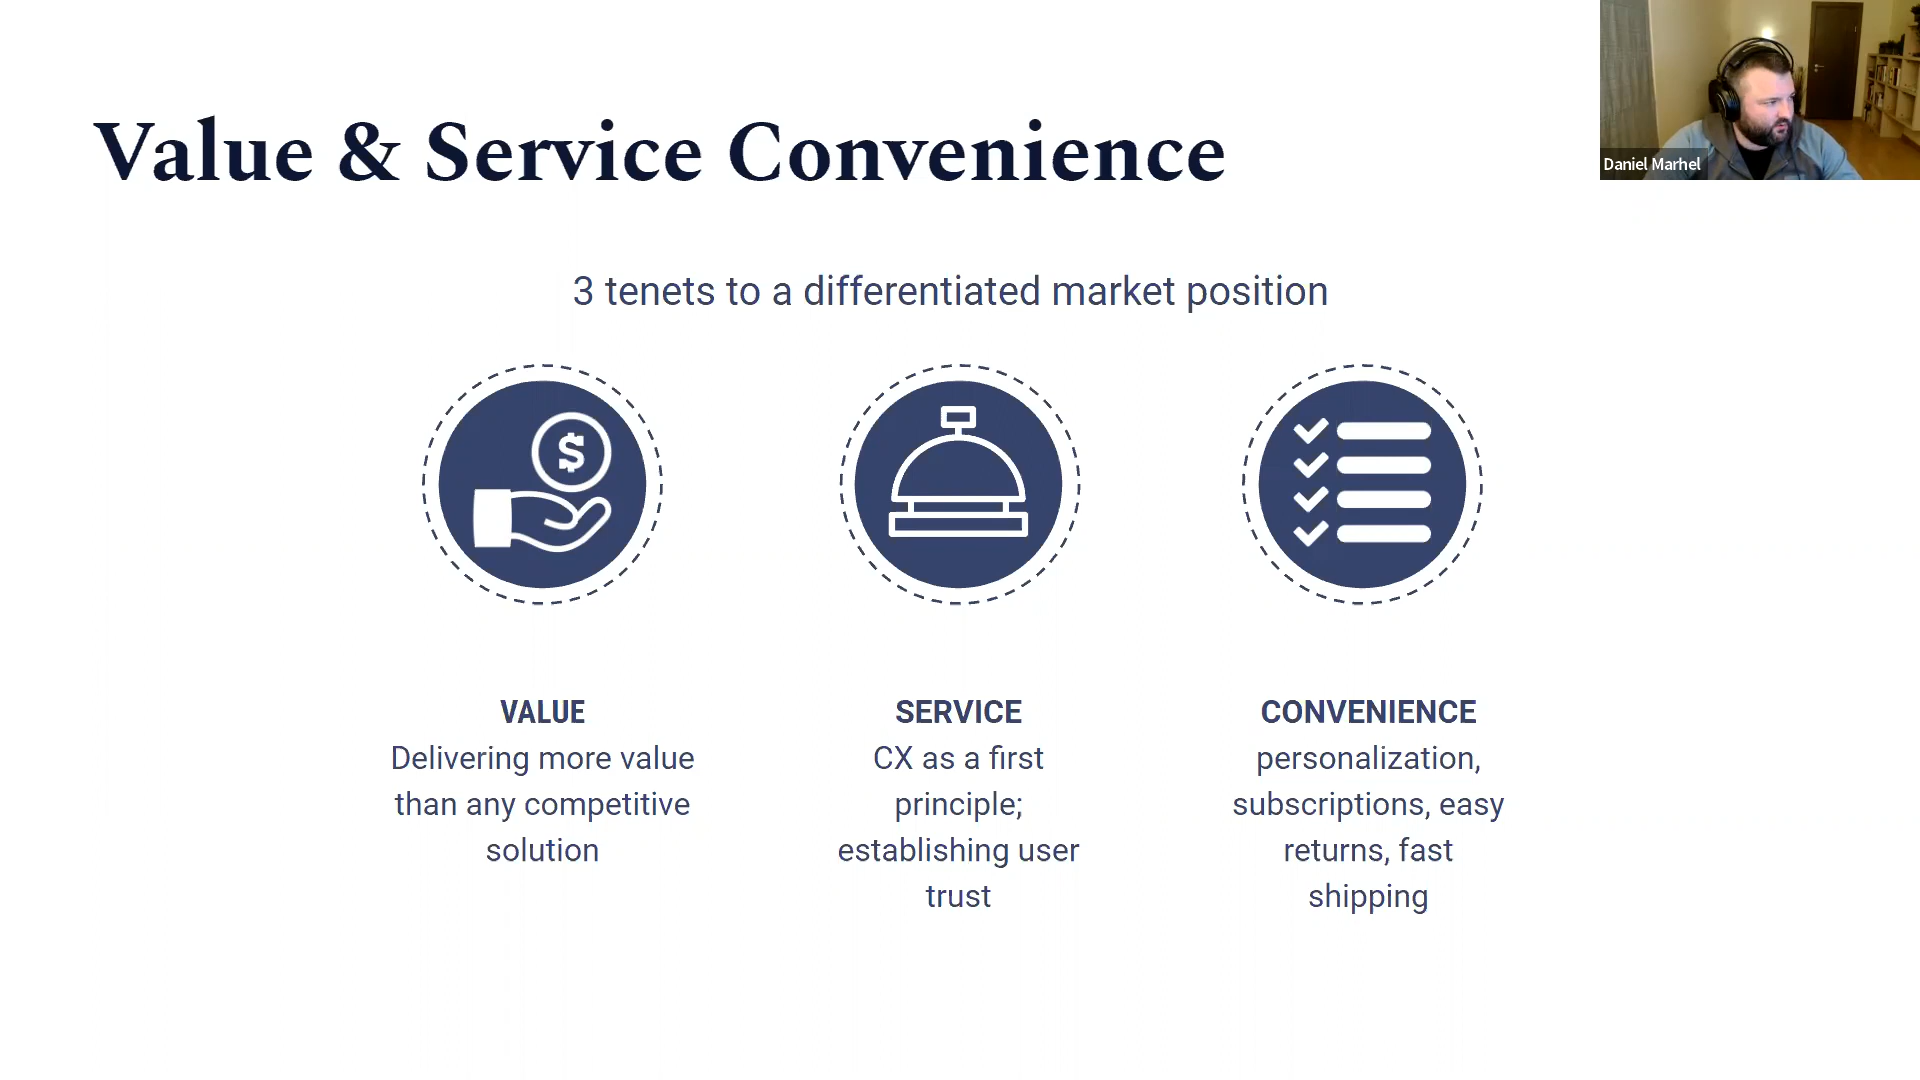 Value & Service Convenience
Daniel Marhel
3 tenets to a differentiated market position
$
VALUE
Delivering more value
than any competitive
solution
SERVICE
CX as a first
principle;
establishing user
trust
CONVENIENCE
personalization,
subscriptions, easy
returns, fast
shipping